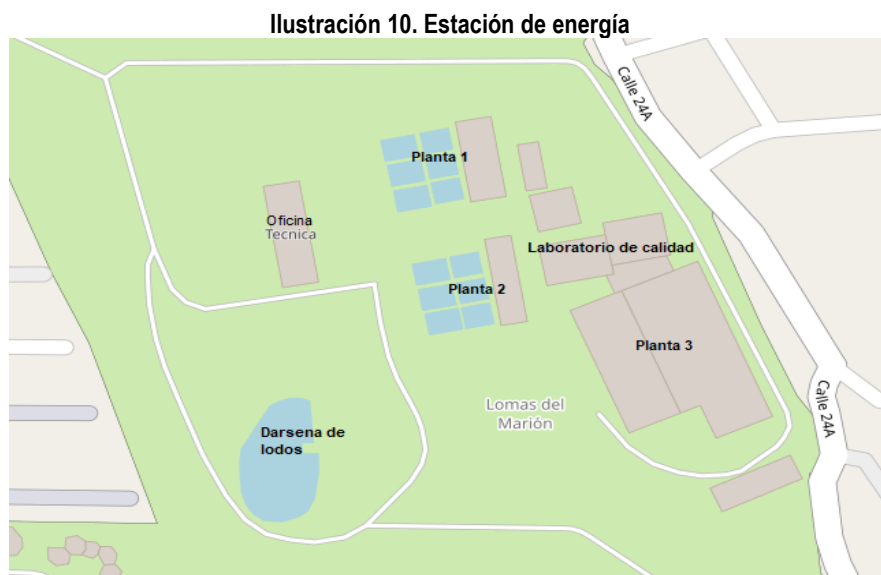 Ilustración 10. Estación de energía
Calle 24A
Planta 1
Oficina
Tecnica
Laboratorio de calidad
Planta 2
Planta 3
Calle 24A
Lomas del
Marión
Darsena de
lodos